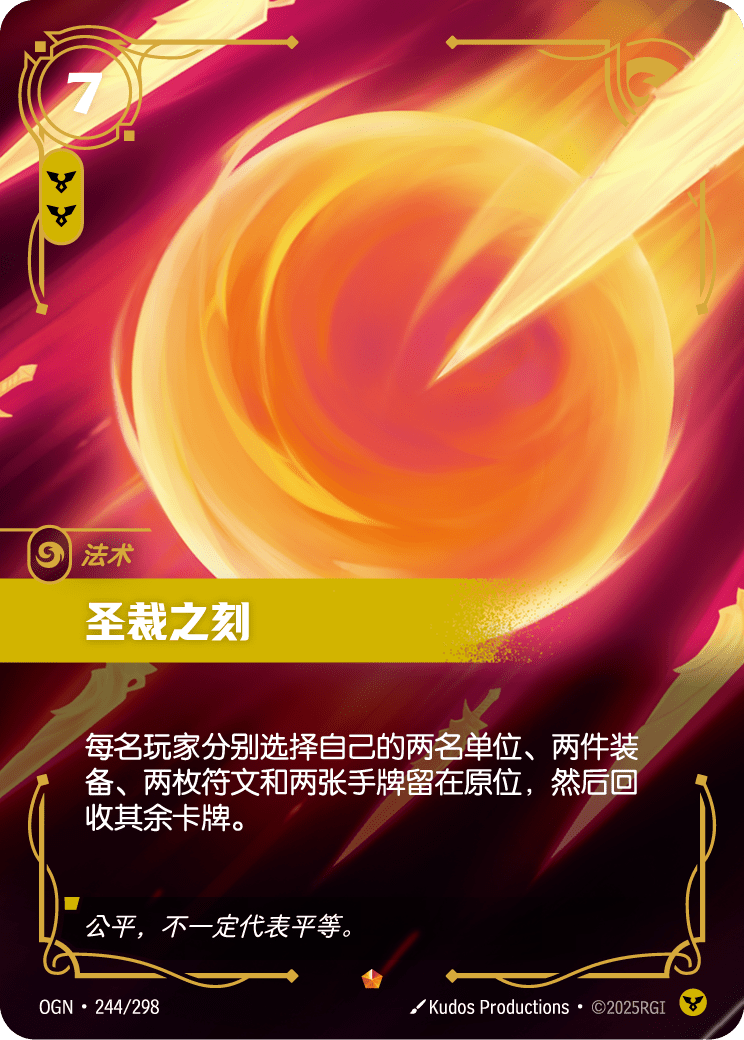 7
法术
圣裁之刻
每名玩家分别选择自己的两名单位、两件装
备、两枚符文和两张手牌留在原位，然后回
收其余卡牌。
公平，不一定代表平等。
OGN • 244/298
Kudos Productions • ©2025RGI